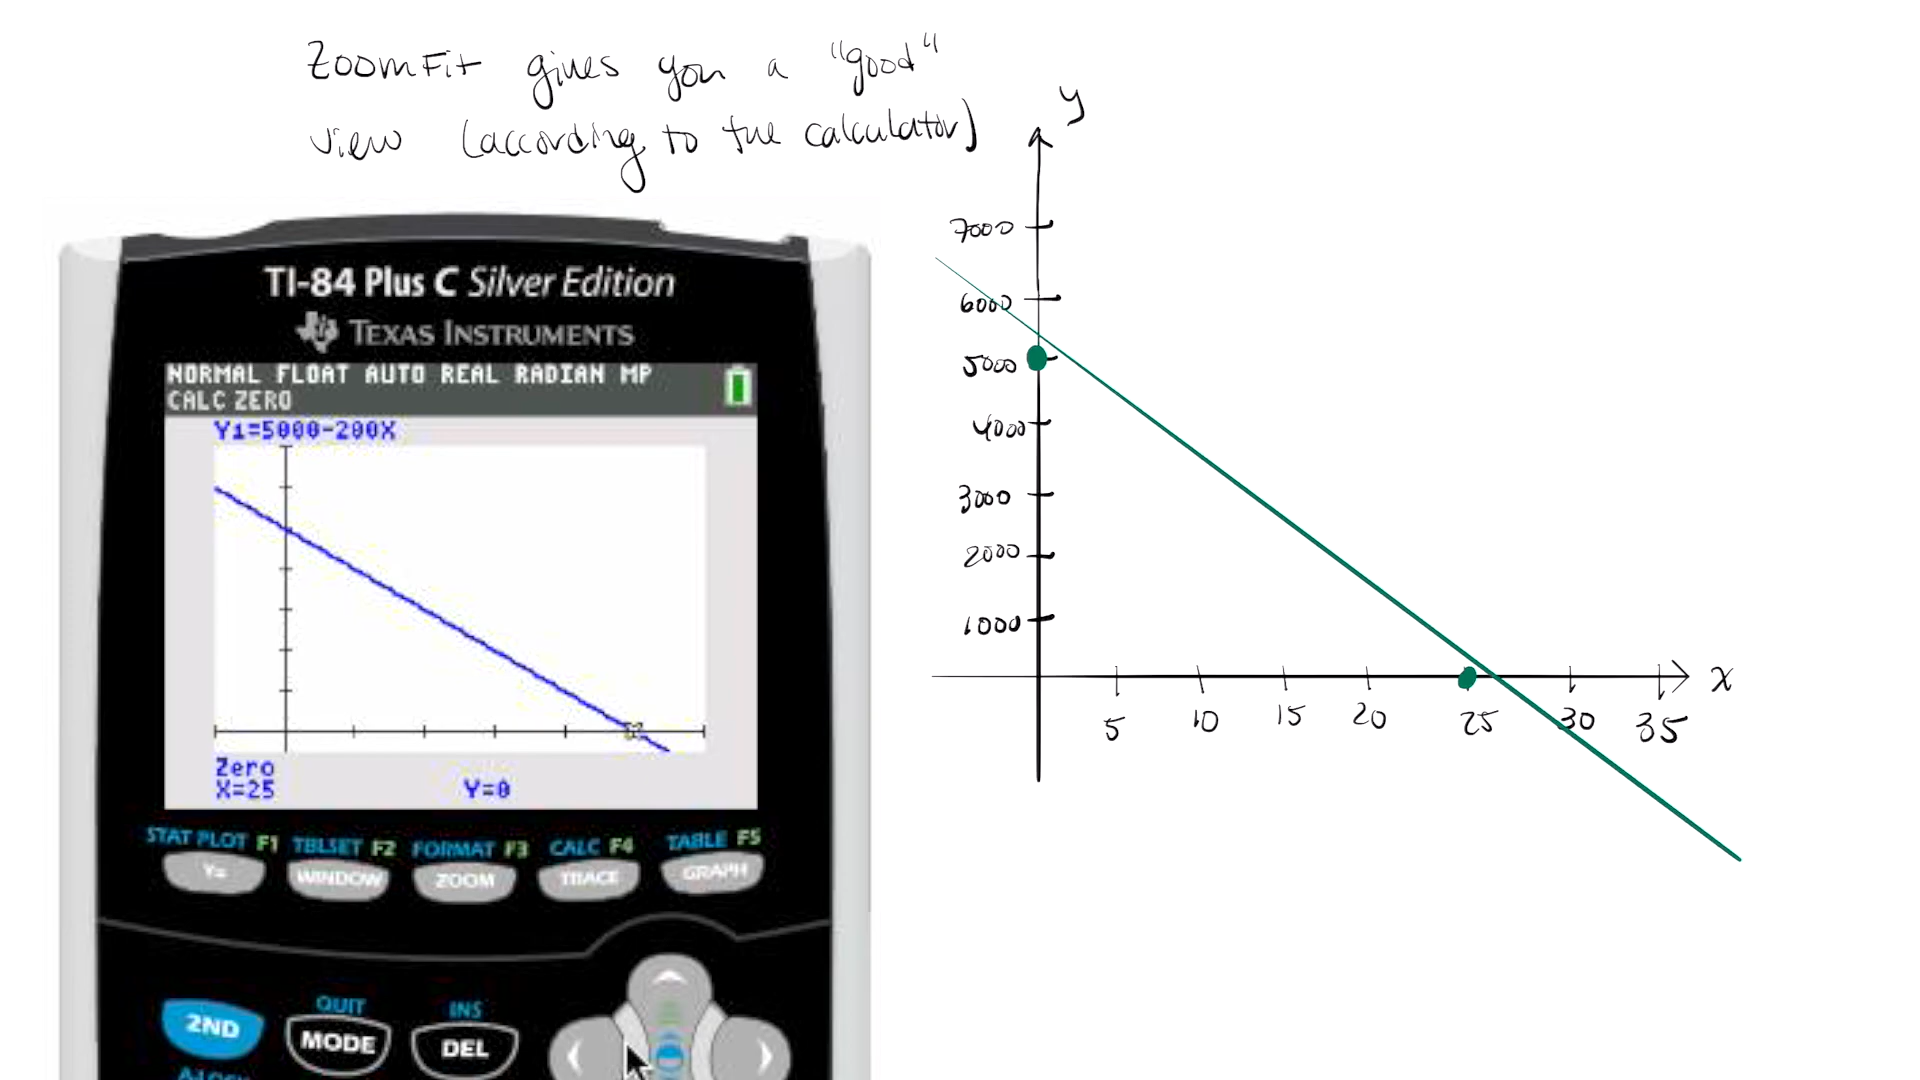 ZoomFit gives you a "good"
view (according to the calculator)
y
7000
6000
5000
4000
3000
2000
1000
5 10 15 20 25 30 35
x
TI-84 Plus C Silver Edition
TEXAS INSTRUMENTS
NORMAL FLOAT AUTO REAL RADIAN MP
CALC ZERO
Y1=5000-200X
Zero
X=25 Y=0
STAT PLOT F1 TBLSET F2 FORMAT F3 CALC F4 TABLE F5
Y= WINDOW ZOOM TRACE GRAPH
QUIT INS
2ND MODE DEL
A-LOCK